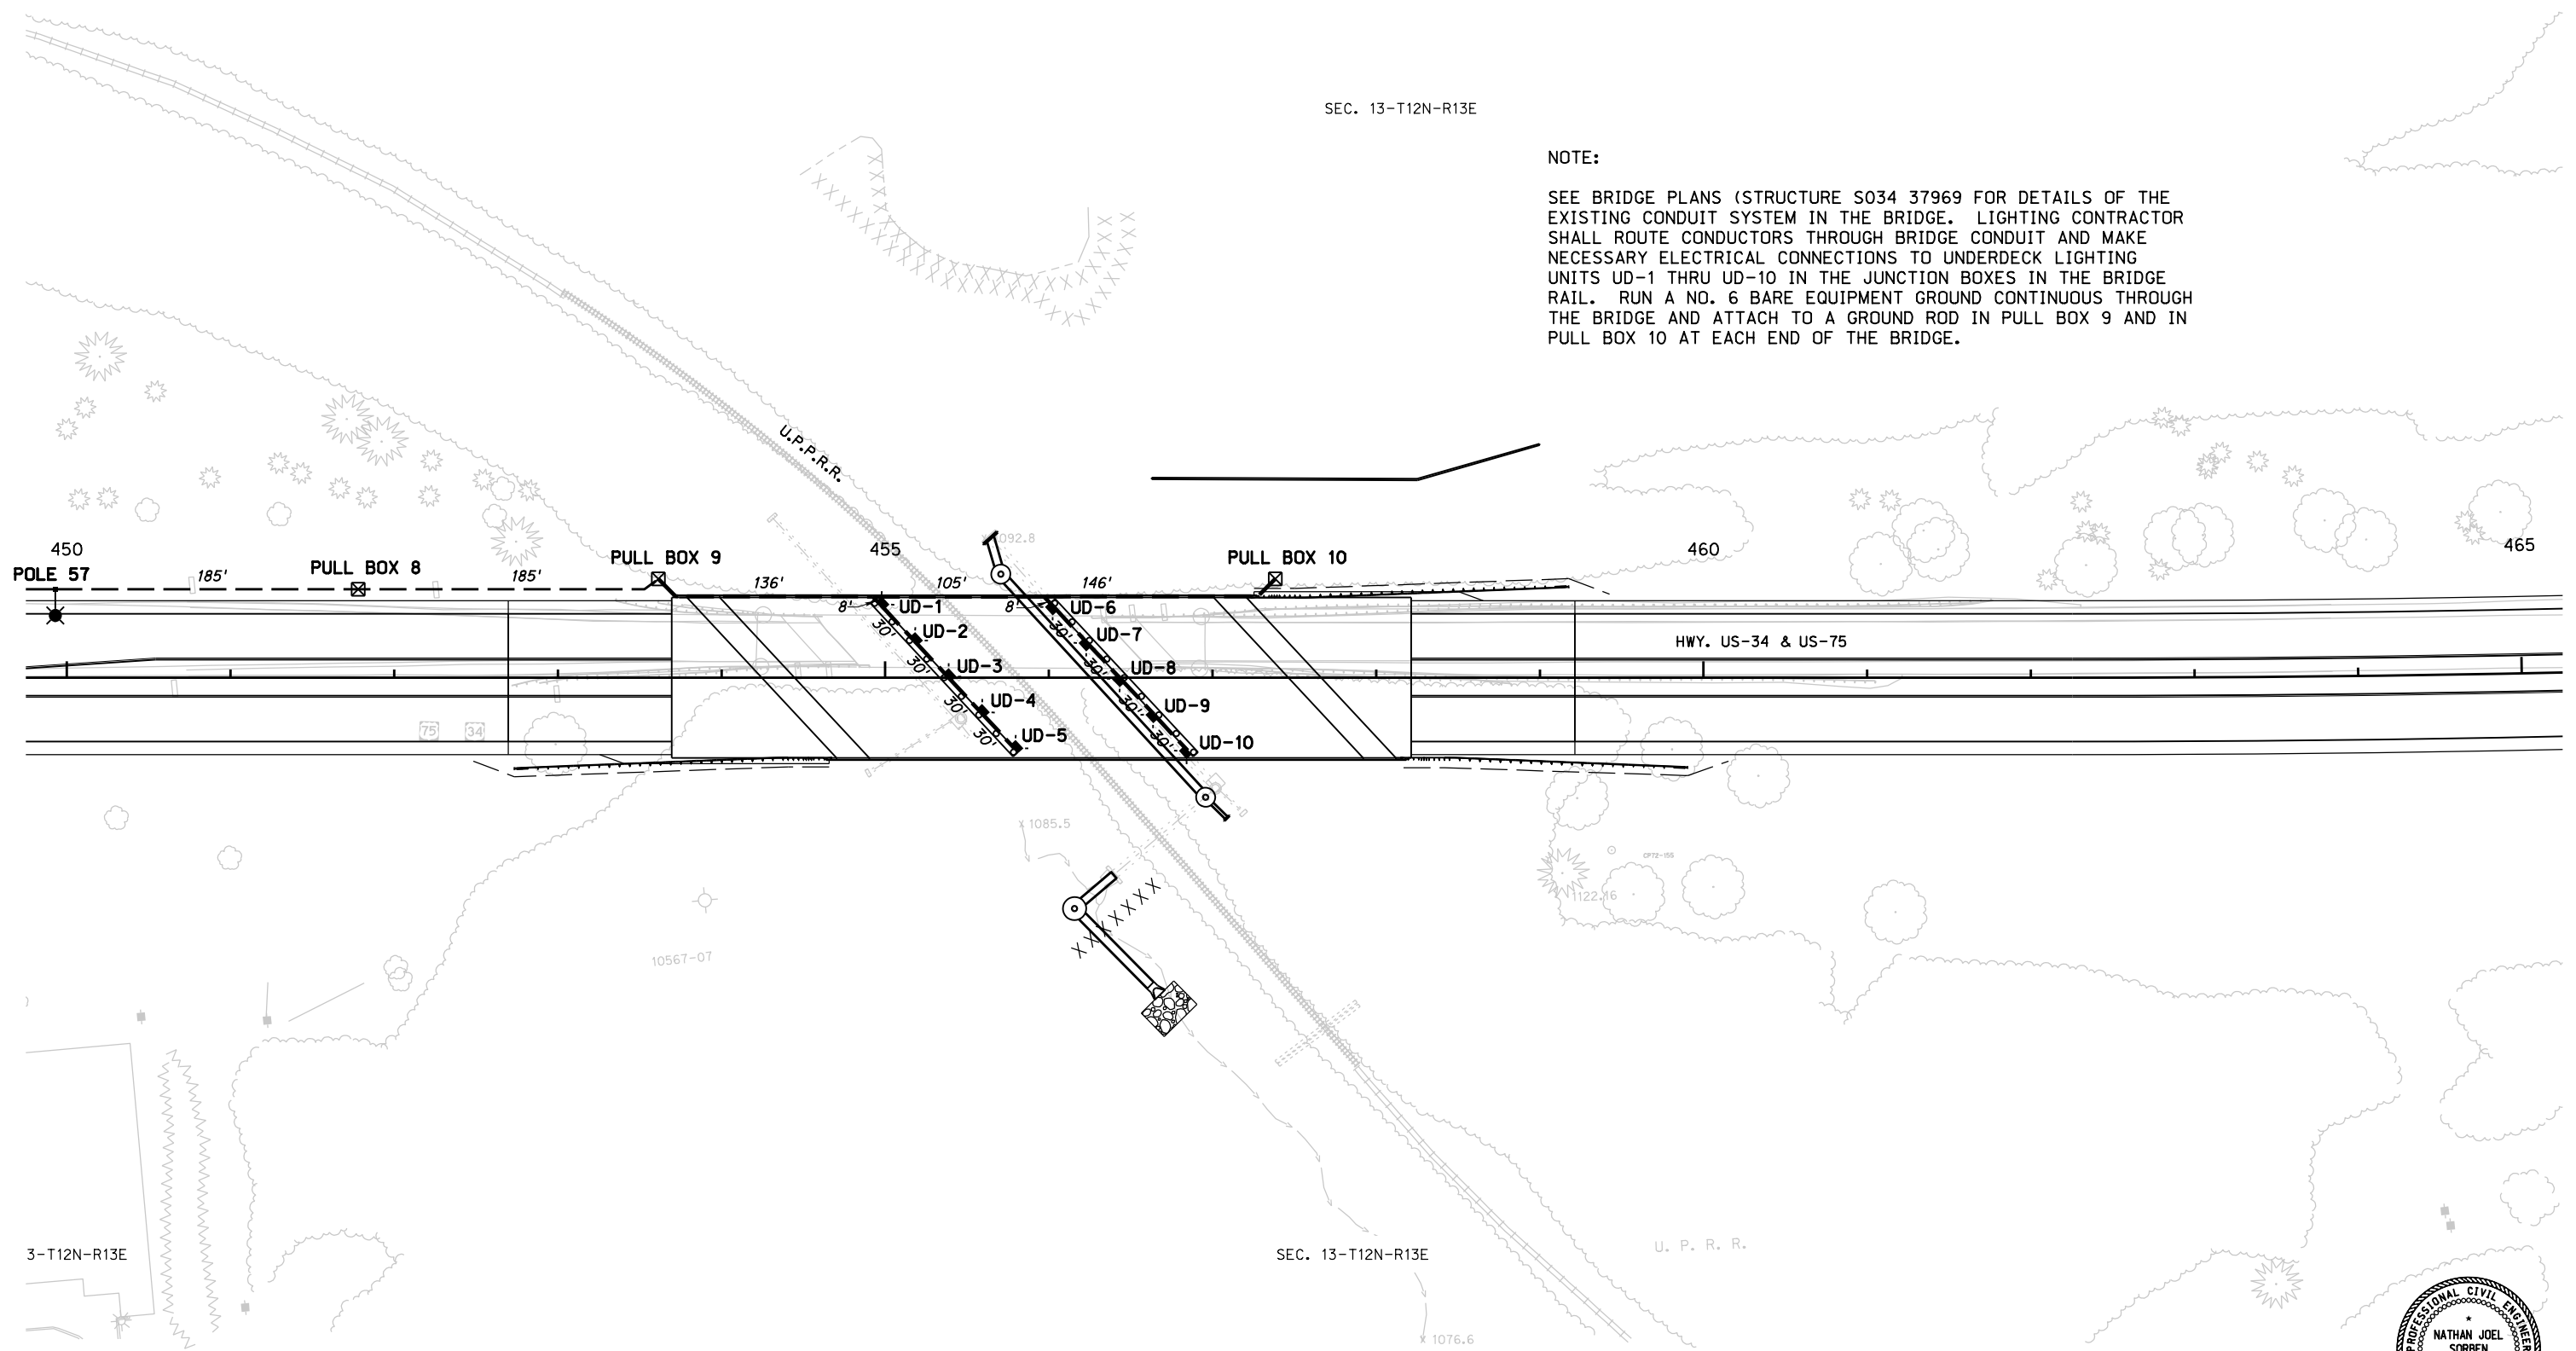 SEC. 13-T12N-R13E
NOTE:
SEE BRIDGE PLANS (STRUCTURE S034 37969 FOR DETAILS OF THE
EXISTING CONDUIT SYSTEM IN THE BRIDGE. LIGHTING CONTRACTOR
SHALL ROUTE CONDUCTORS THROUGH BRIDGE CONDUIT AND MAKE
NECESSARY ELECTRICAL CONNECTIONS TO UNDERDECK LIGHTING
UNITS UD-1 THRU UD-10 IN THE JUNCTION BOXES IN THE BRIDGE
RAIL. RUN A NO. 6 BARE EQUIPMENT GROUND CONTINUOUS THROUGH
THE BRIDGE AND ATTACH TO A GROUND ROD IN PULL BOX 9 AND IN
PULL BOX 10 AT EACH END OF THE BRIDGE.
U.P.R.R.
450
455
460
465
POLE 57
185'
PULL BOX 8
185'
PULL BOX 9
136'
105'
146'
PULL BOX 10
1092.8
8'
UD-1
30'
UD-2
30'
UD-3
30'
UD-4
30'
UD-5
8'
UD-6
30'
UD-7
30'
UD-8
30'
UD-9
30'
UD-10
HWY. US-34 & US-75
75
34
X 1085.5
CP72-155
1122.16
10567-07
3-T12N-R13E
SEC. 13-T12N-R13E
U. P. R. R.
X 1076.6
PROFESSIONAL CIVIL ENGINEER
NATHAN JOEL
SORBEN